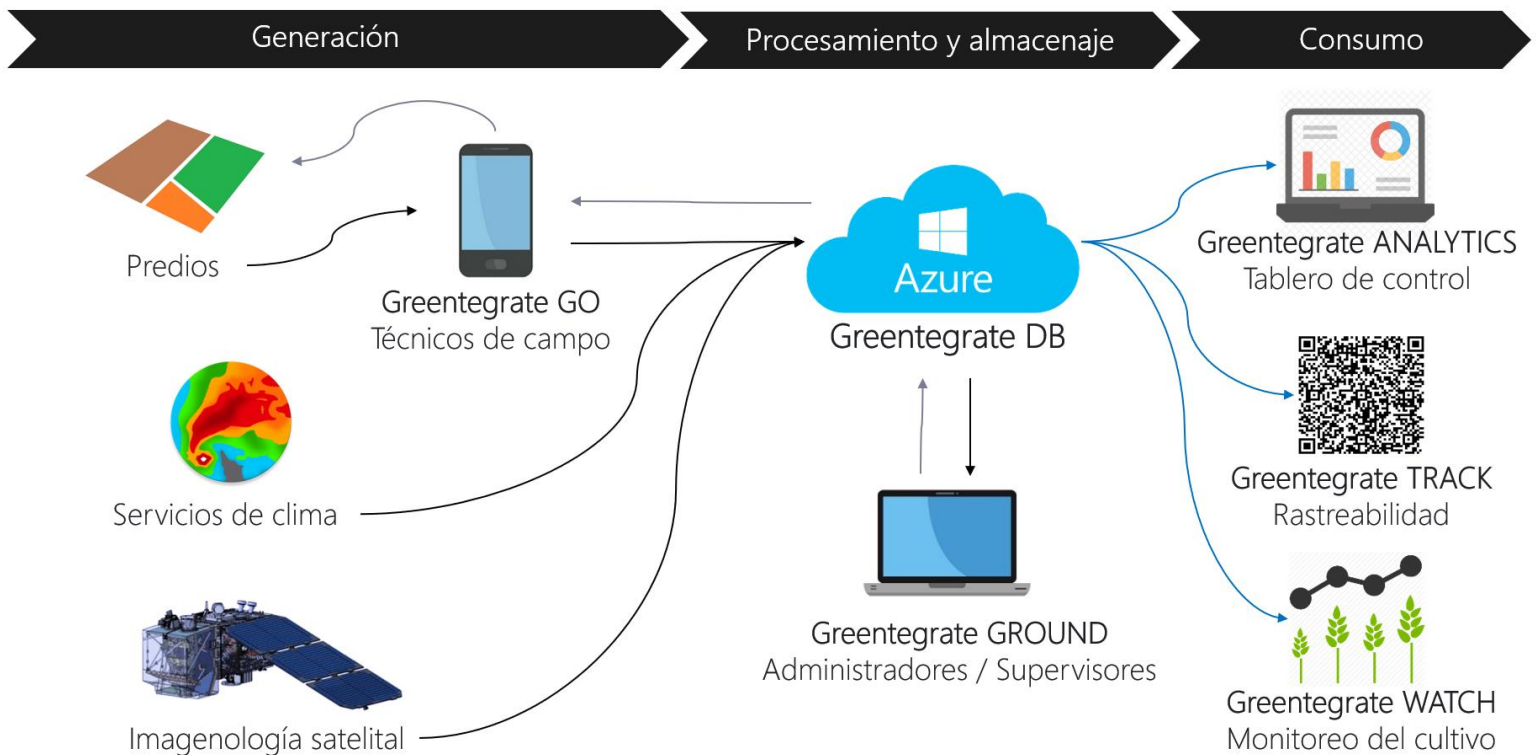 Generación
Procesamiento y almacenaje
Consumo
Predios
Greentegrate GO
Técnicos de campo
Servicios de clima
Imagenología satelital
Azure
Greentegrate DB
Greentegrate GROUND
Administradores / Supervisores
Greentegrate ANALYTICS
Tablero de control
Greentegrate TRACK
Rastreabilidad
Greentegrate WATCH
Monitoreo del cultivo